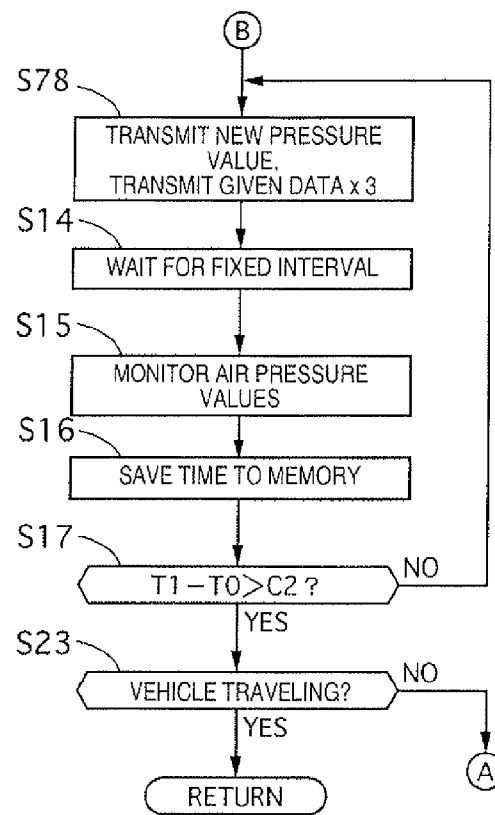 B
S78
TRANSMIT NEW PRESSURE
VALUE,
TRANSMIT GIVEN DATA x 3
S14
WAIT FOR FIXED INTERVAL
S15
MONITOR AIR PRESSURE
VALUES
S16
SAVE TIME TO MEMORY
S17
T1-T0>C2?
NO
YES
S23
VEHICLE TRAVELING?
NO
YES
A
RETURN